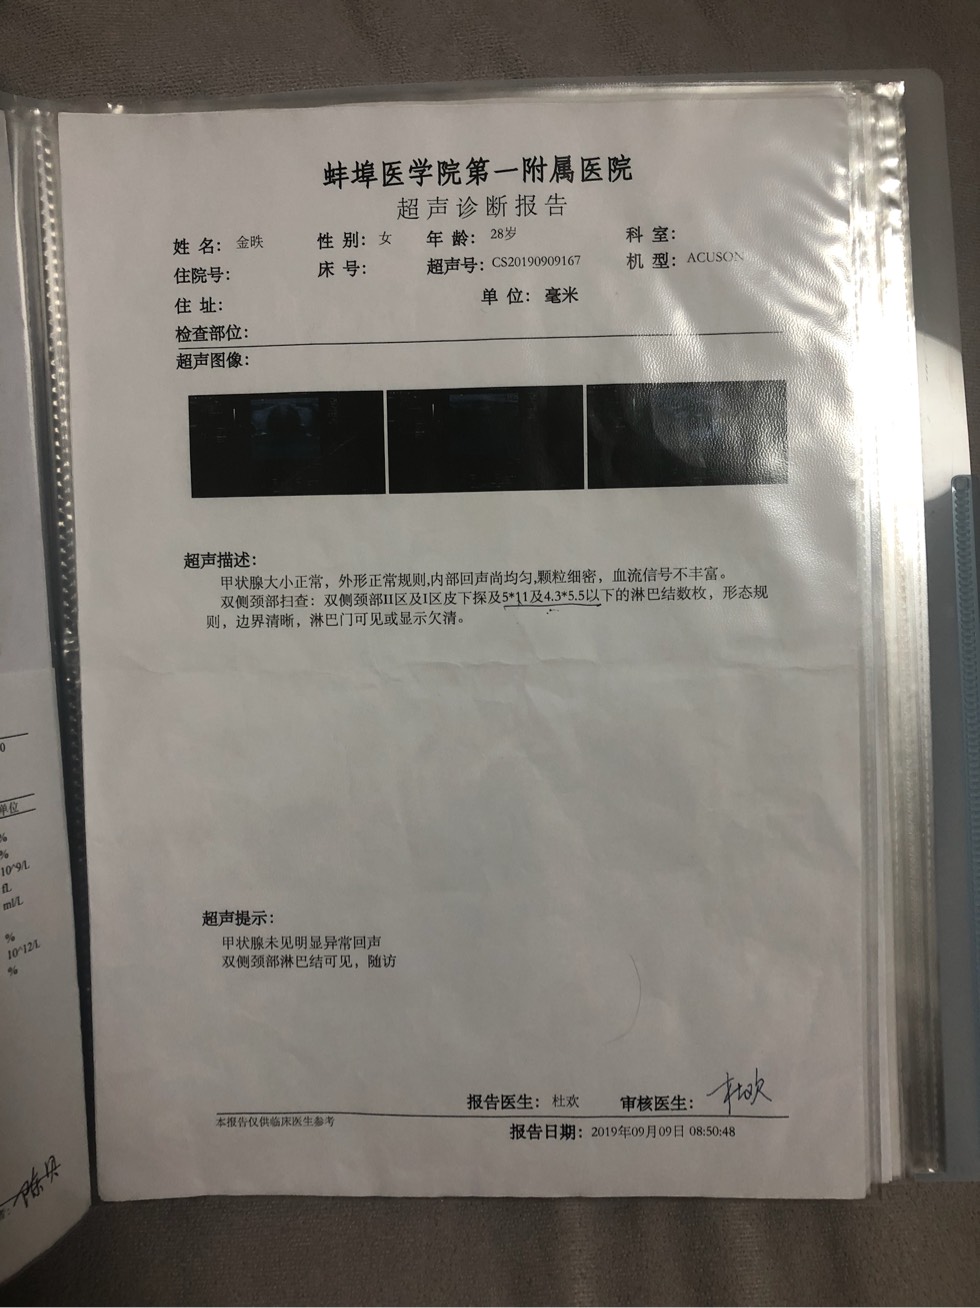 蚌埠医学院第一附属医院
超声诊断报告
姓 名： 金昳 性 别： 女 年 龄： 28岁 科 室：
住院号： 床 号： 超声号： CS20190909167 机 型： ACUSON
住 址： 单 位： 毫米
检查部位：
超声图像：
超声描述：
甲状腺大小正常，外形正常规则,内部回声尚均匀,颗粒细密，血流信号不丰富。
双侧颈部扫查：双侧颈部II区及I区皮下探及5*11及4.3*5.5以下的淋巴结数枚，形态规
则，边界清晰，淋巴门可见或显示欠清。
超声提示：
甲状腺未见明显异常回声
双侧颈部淋巴结可见，随访
报告医生： 杜欢 审核医生： 杜欢
本报告仅供临床医生参考
报告日期： 2019年09月09日 08:50:48
0
单位
%
%
10^9/L
fL
ml/L
%
10^12/L
%